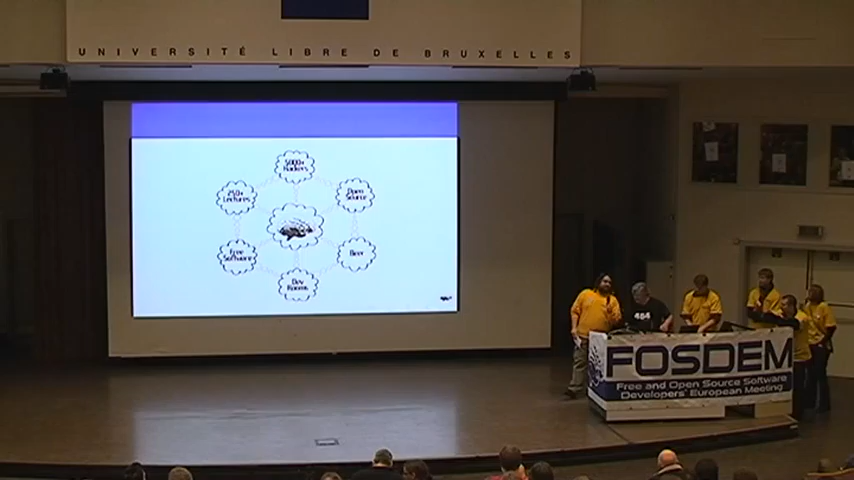 UNIVERSITÉ LIBRE DE BRUXELLES
5000+
Hackers
250+
Lectures
Open
Source
Free
Software
Beer
Dev
Rooms
484
FOSDEM
Free and Open Source Software
Developers' European Meeting